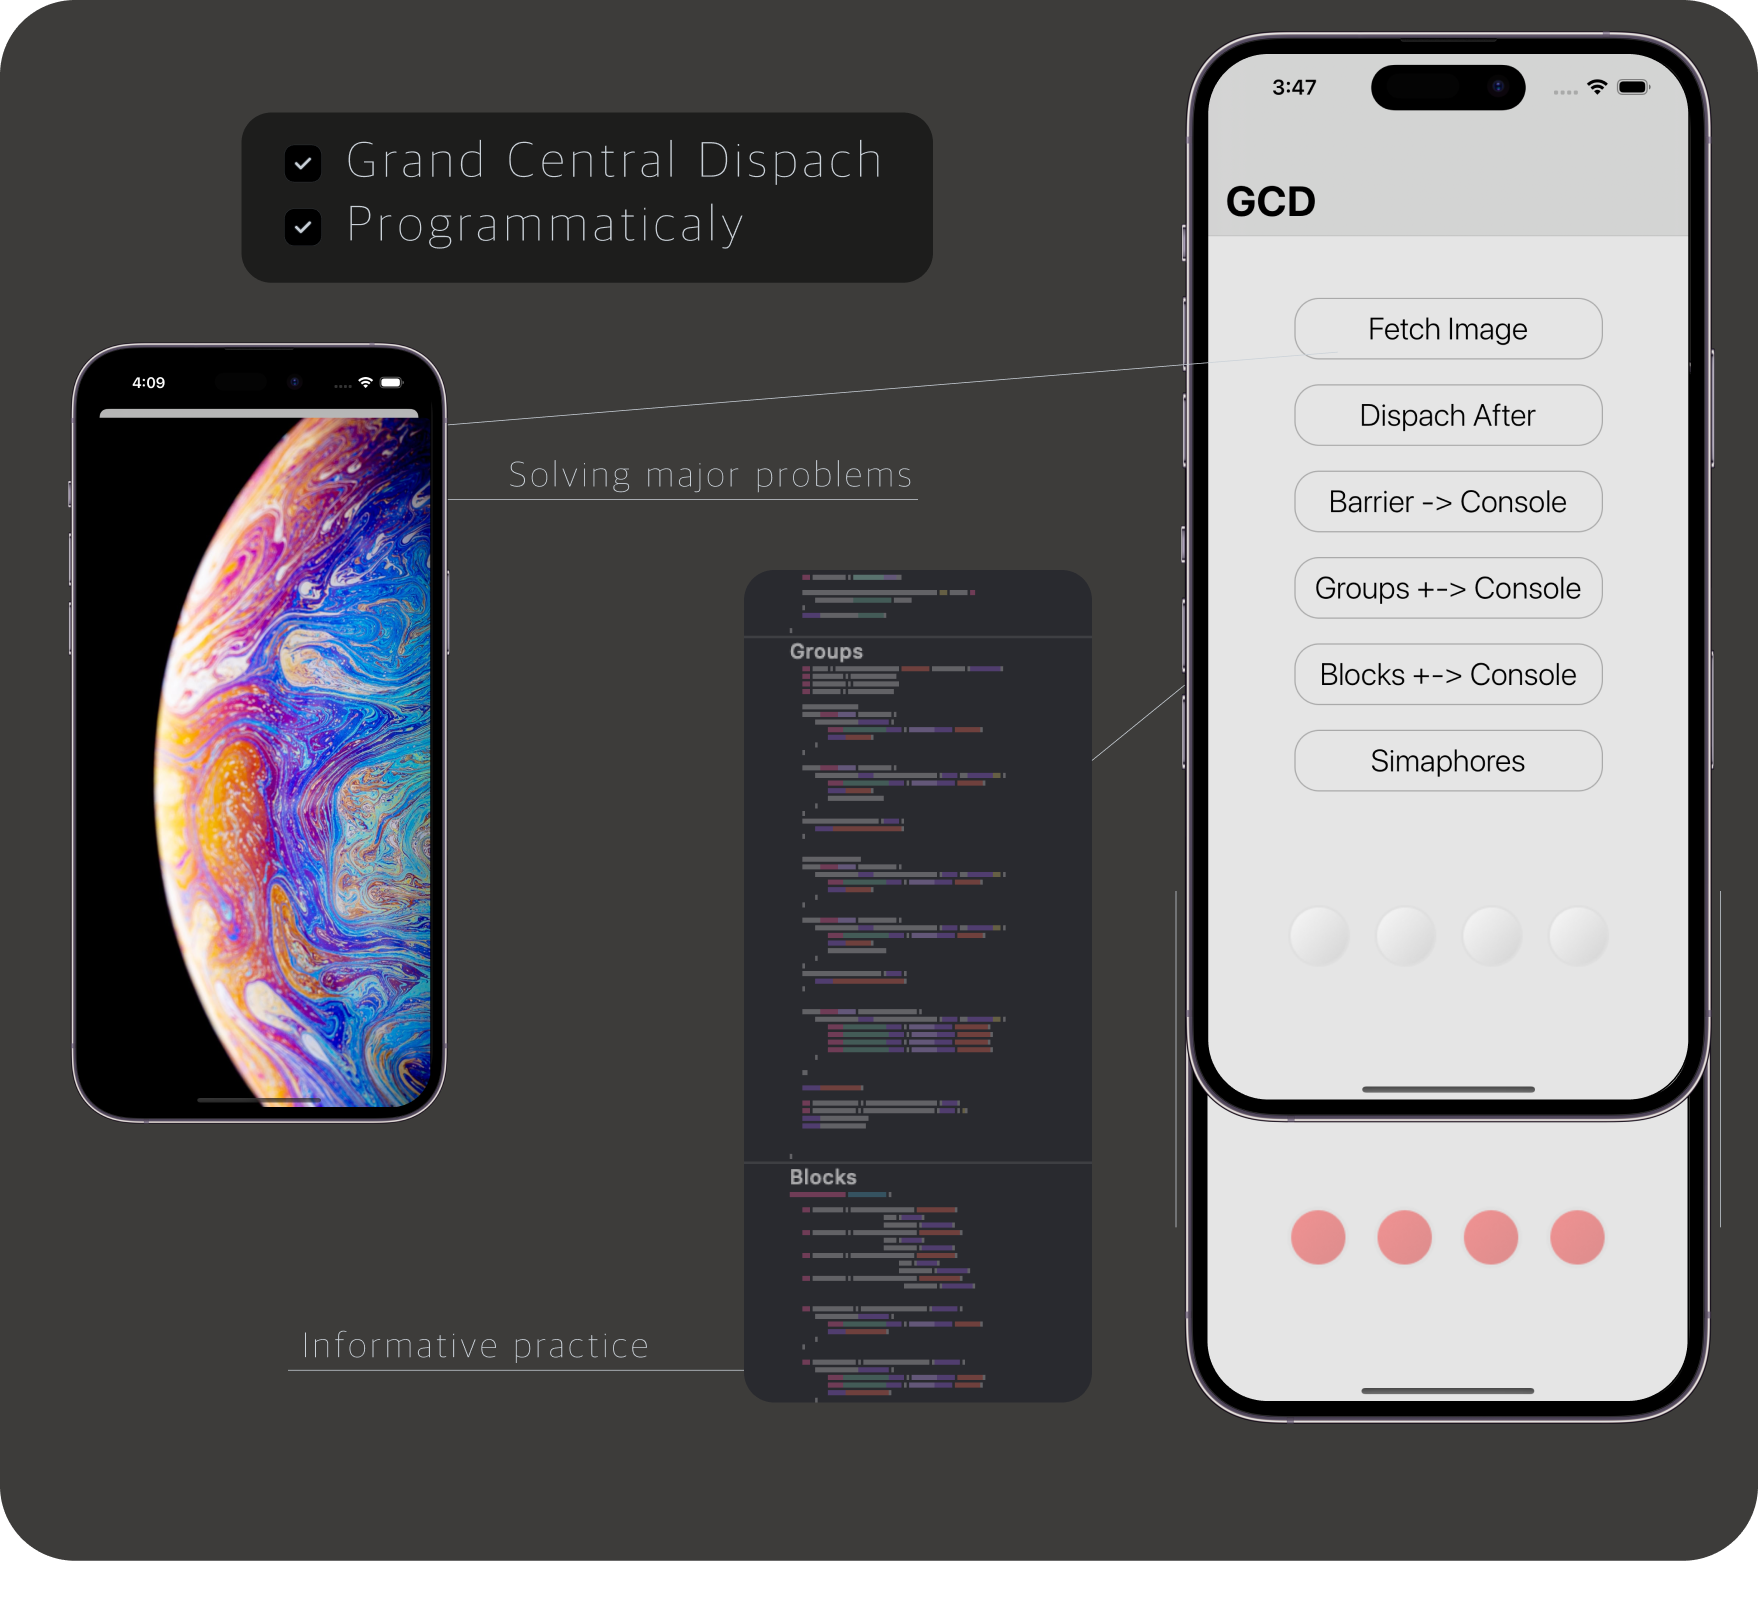 Grand Central Dispach
Programmaticaly
4:09
Solving major problems
Groups
Blocks
Informative practice
3:47
GCD
Fetch Image
Dispach After
Barrier -> Console
Groups +-> Console
Blocks +-> Console
Simaphores